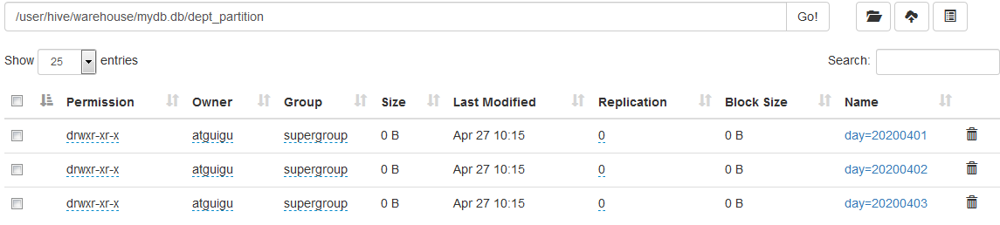 /user/hive/warehouse/mydb.db/dept_partition Go!
Show 25 entries Search:
Permission Owner Group Size Last Modified Replication Block Size Name
drwxr-xr-x atguigu supergroup 0 B Apr 27 10:15 0 0 B day=20200401
drwxr-xr-x atguigu supergroup 0 B Apr 27 10:15 0 0 B day=20200402
drwxr-xr-x atguigu supergroup 0 B Apr 27 10:15 0 0 B day=20200403